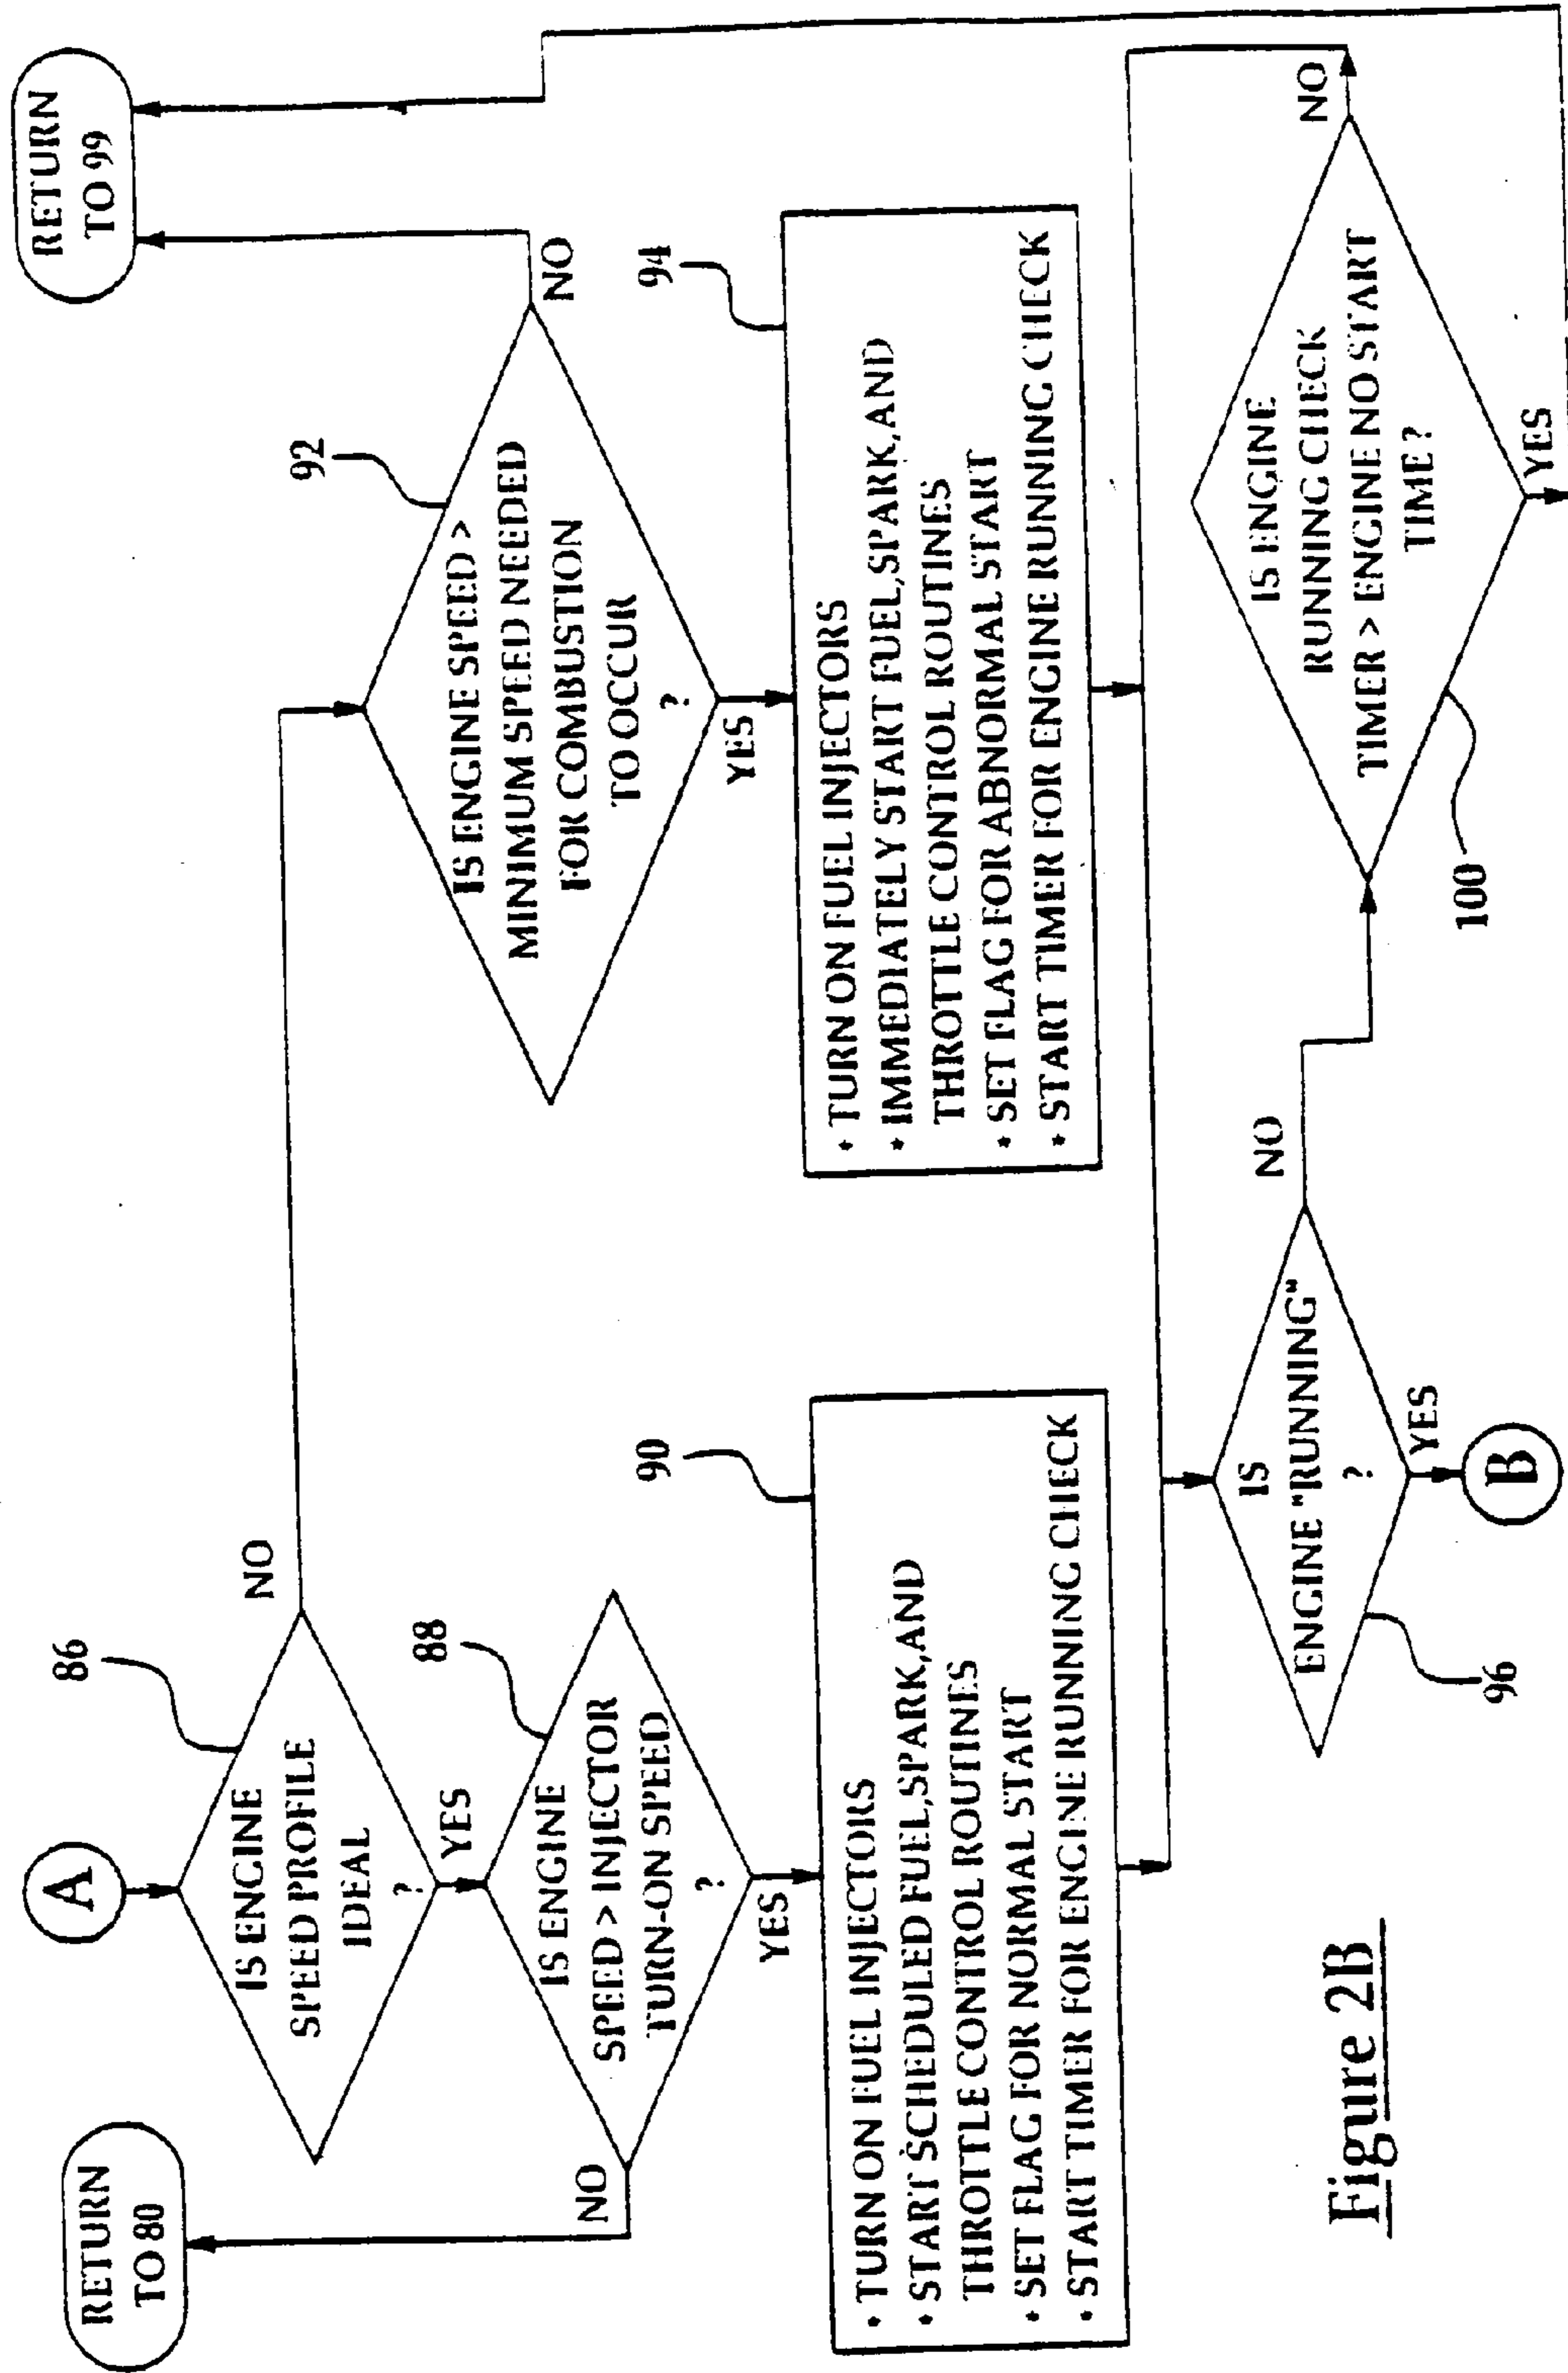 RETURN
TO 80
A
86
IS ENGINE
SPEED PROFILE
IDEAL
?
NO
YES
88
IS ENGINE
SPEED > INJECTOR
TURN-ON SPEED
?
NO
YES
90
• TURN ON FUEL INJECTORS
• START SCHEDULED FUEL,SPARK,AND
THROTTLE CONTROL ROUTINES
• SET FLAG FOR NORMAL START
• START TIMER FOR ENGINE RUNNING CHECK
RETURN
TO 99
92
IS ENGINE SPEED >
MINIMUM SPEED NEEDED
FOR COMBUSTION
TO OCCUR
?
NO
YES
94
• TURN ON FUEL INJECTORS
• IMMEDIATELY START FUEL,SPARK,AND
THROTTLE CONTROL ROUTINES
• SET FLAG FOR ABNORMAL START
• START TIMER FOR ENGINE RUNNING CHECK
IS
ENGINE "RUNNING"
?
NO
YES
96
B
IS ENGINE
RUNNING CHECK
TIMER > ENGINE NO START
TIME?
NO
YES
100
Figure 2B